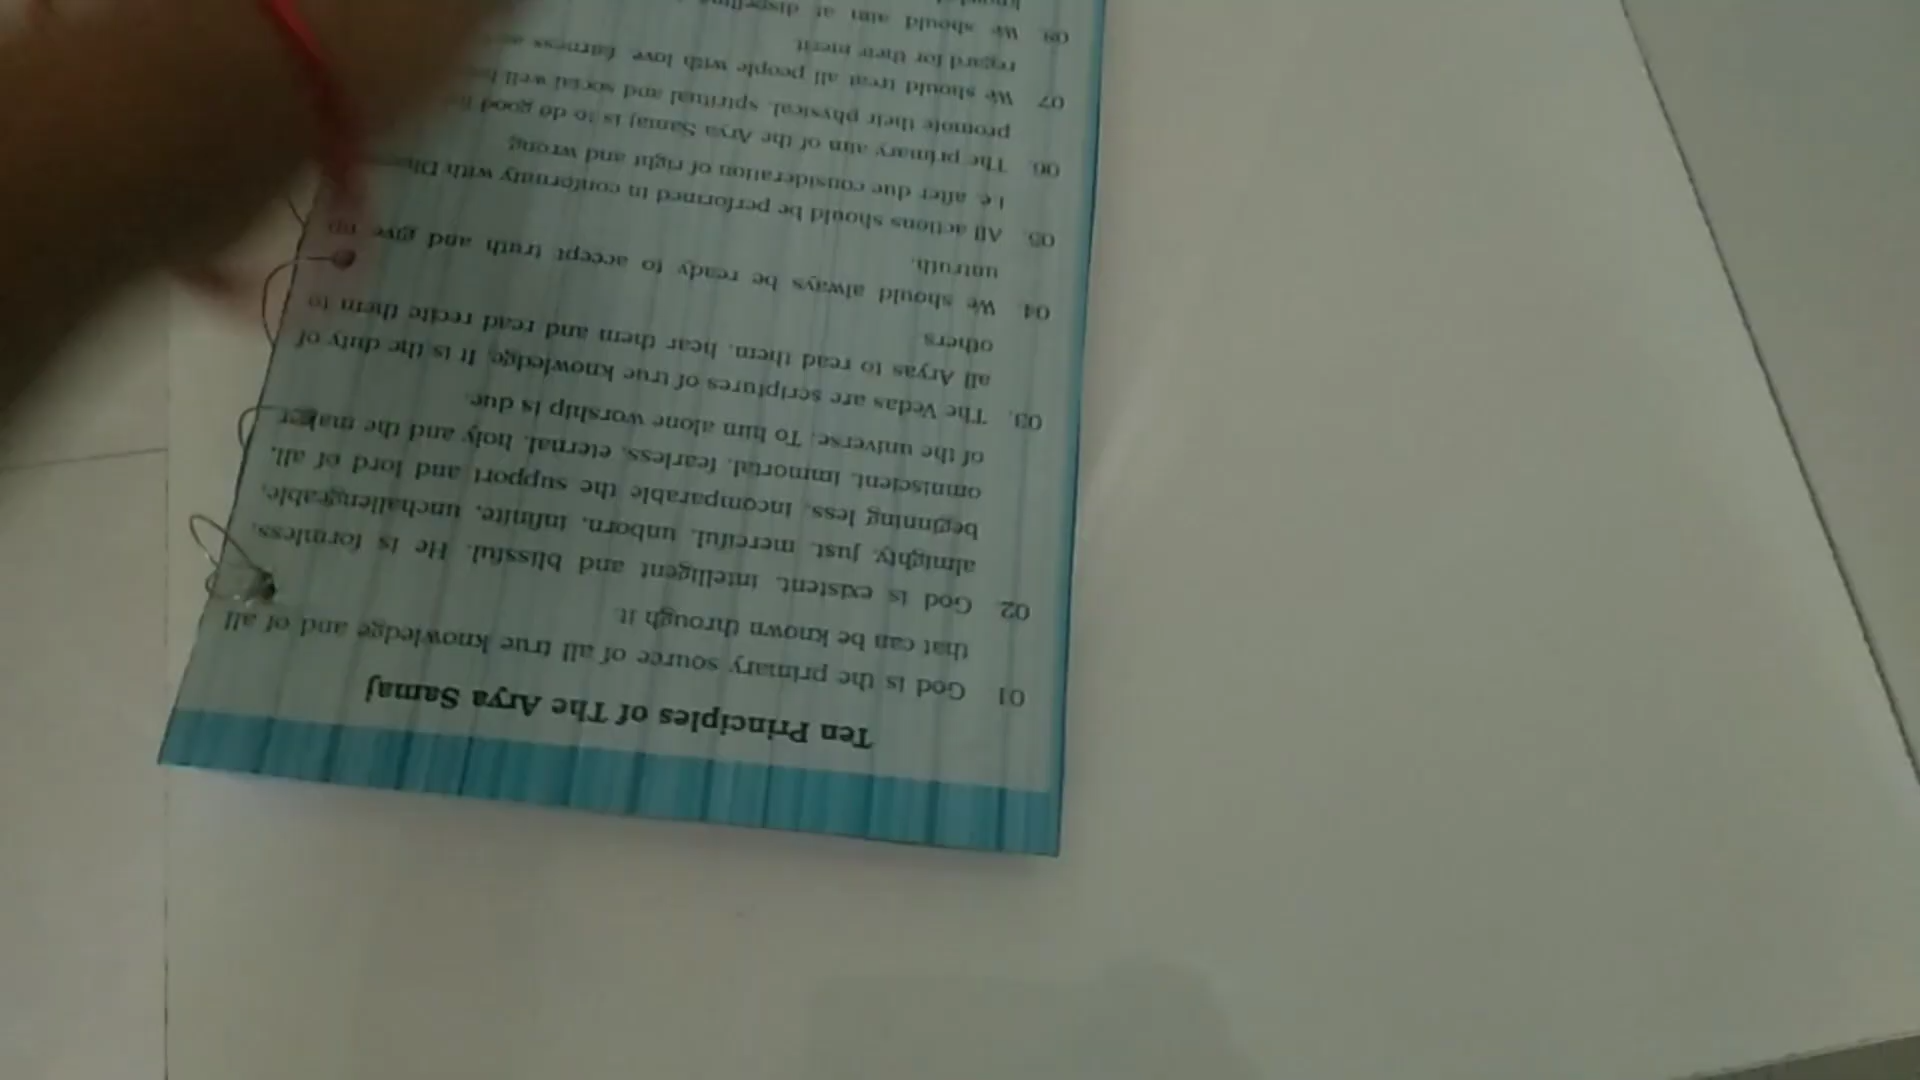 Ten Principles of The Arya Samaj
01 God is the primary source of all true knowledge and of all
that can be known through it
02. God is existent, intelligent and blissful. He is formless,
almighty, just, merciful, unborn, infinite, unchallengeable,
beginning less, incomparable the support and lord of all,
omniscient, immortal, fearless, eternal, holy and the maker
of the universe. To him alone worship is due.
03. The Vedas are scriptures of true knowledge. It is the duty of
all Aryas to read them, hear them and read recite them to
others
04. We should always be ready to accept truth and give up
untruth.
05. All actions should be performed in conformity with
i.e. after due consideration of right and wrong
06. The primary aim of the Arya Samaj is to do good
promote their physical, spiritual and social well
07 We should treat all people with love, fairness
regard for their merit
08. We should aim at